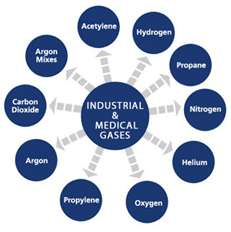 Acetylene
Hydrogen
Propane
Nitrogen
Helium
Oxygen
Propylene
Argon
Carbon
Dioxide
Argon
Mixes
INDUSTRIAL
&
MEDICAL
GASES